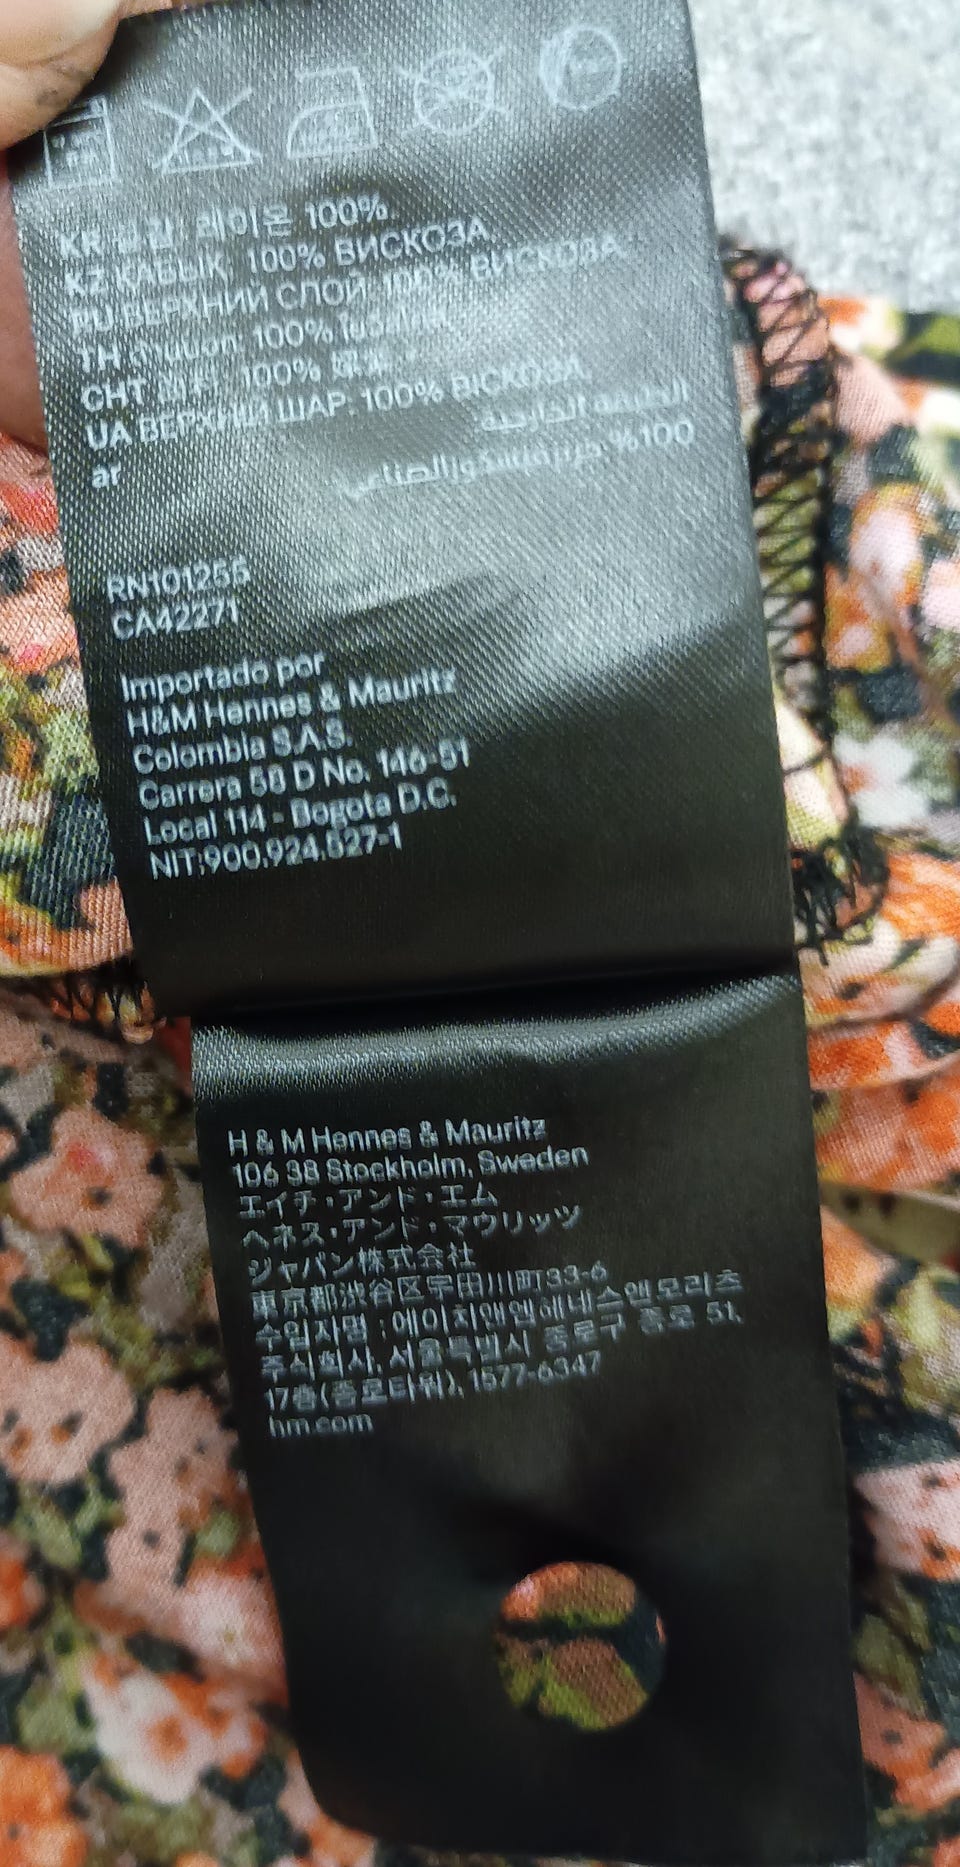 KR 겉감: 레이온 100%.
KZ ҚАБЫҚ: 100% ВИСКОЗА.
RU ВЕРХНИЙ СЛОЙ: 100% ВИСКОЗА.
TH 100%
CHT 100%
UA ВЕРХНІЙ ШАР: 100% ВІСКОЗА
الطبقة الخارجية
ar 100%
RN101255
CA42271
Importado por
H&M Hennes & Mauritz
Colombia S.A.S.
Carrera 58 D No. 146-51
Local 114 - Bogota D.C.
NIT:900.924.827-1
H & M Hennes & Mauritz
106 38 Stockholm, Sweden
エイチ・アンド・エム
ヘネス・アンド・マウリッツ
ジャパン株式会社
東京都渋谷区宇田川町33-6
수입자명 : 에이치앤엠헤네스앤모리츠
주식회사, 서울특별시 종로구 종로 51,
17층(종로타워), 1577-6347
hm.com